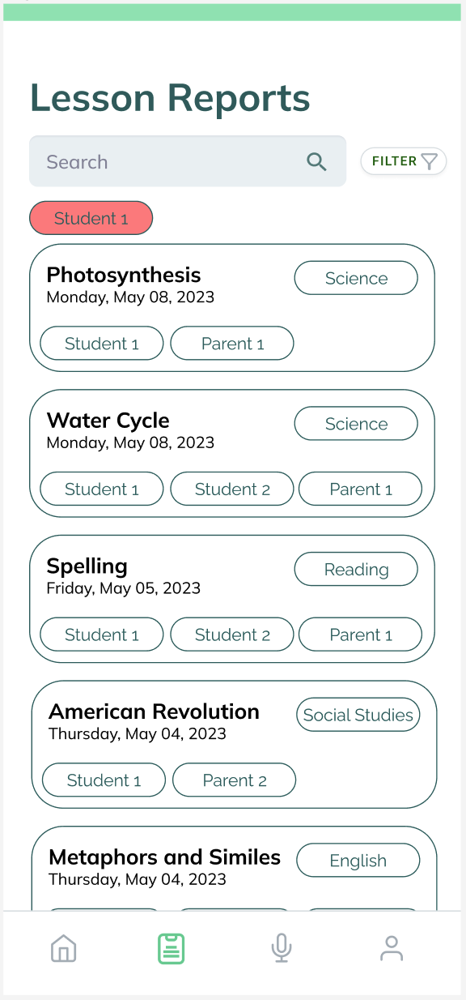 Lesson Reports
Search
FILTER
Student 1
Photosynthesis
Science
Monday, May 08, 2023
Student 1 Parent 1
Water Cycle
Science
Monday, May 08, 2023
Student 1 Student 2 Parent 1
Spelling
Reading
Friday, May 05, 2023
Student 1 Student 2 Parent 1
American Revolution
Social Studies
Thursday, May 04, 2023
Student 1 Parent 2
Metaphors and Similes
English
Thursday, May 04, 2023